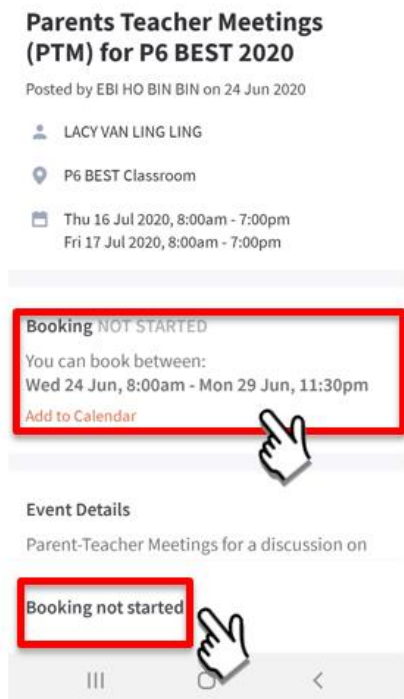 Parents Teacher Meetings
(PTM) for P6 BEST 2020
Posted by EBI HO BIN BIN on 24 Jun 2020
LACY VAN LING LING
P6 BEST Classroom
Thu 16 Jul 2020, 8:00am - 7:00pm
Fri 17 Jul 2020, 8:00am - 7:00pm
Booking NOT STARTED
You can book between:
Wed 24 Jun, 8:00am - Mon 29 Jun, 11:30pm
Add to Calendar
Event Details
Parent-Teacher Meetings for a discussion on
Booking not started